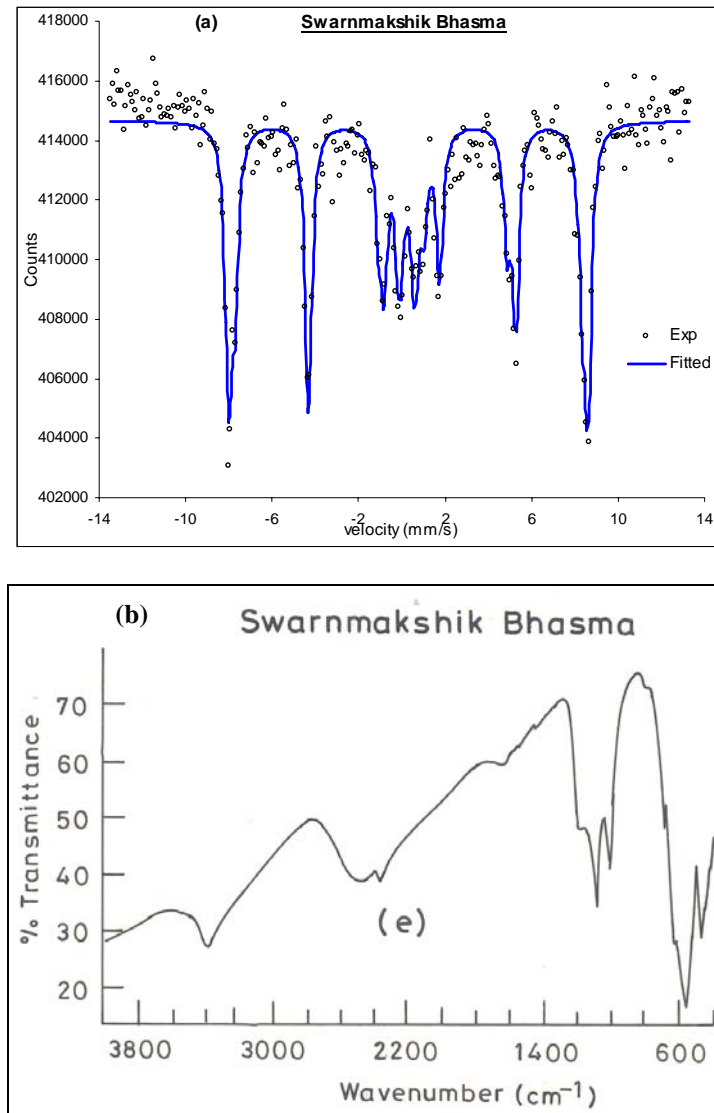 (a) Swarnmakshik Bhasma
418000
416000
414000
412000
410000
408000
406000
404000
402000
Counts
Exp
Fitted
-14 -10 -6 -2 2 6 10 14
velocity (mm/s)
(b) Swarnmakshik Bhasma
70
60
50
40
30
20
% Transmittance
(e)
3800 3000 2200 1400 600
Wavenumber (cm⁻¹)